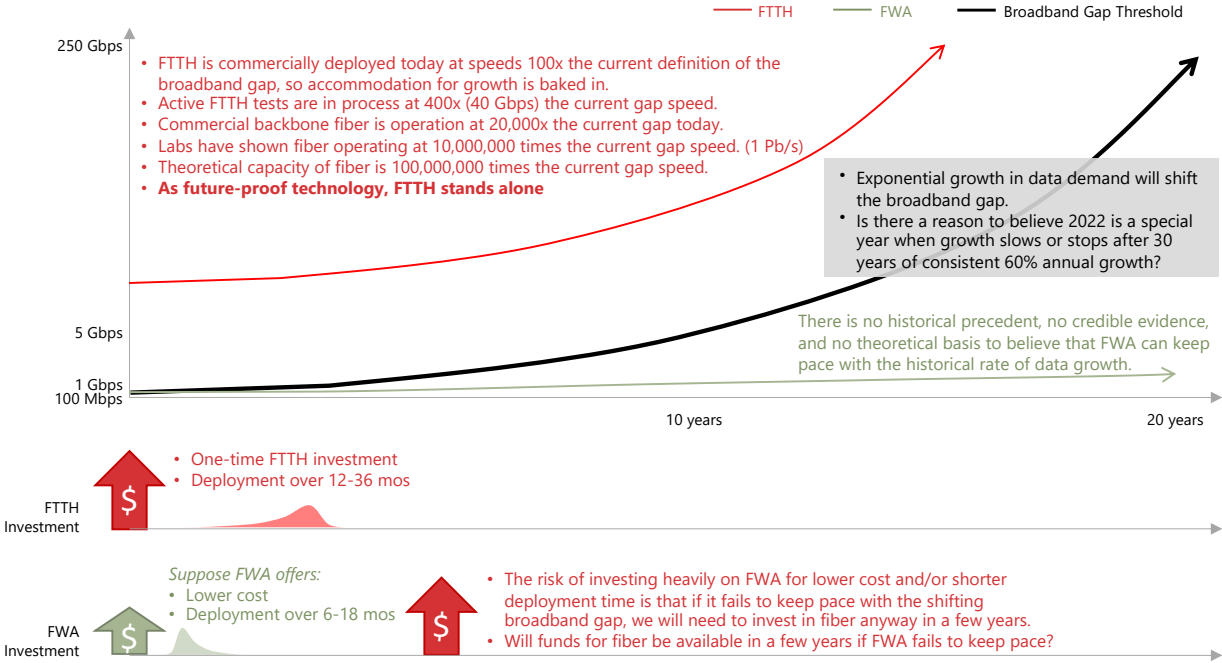 FTTH
FWA
Broadband Gap Threshold
250 Gbps
• FTTH is commercially deployed today at speeds 100x the current definition of the
broadband gap, so accommodation for growth is baked in.
• Active FTTH tests are in process at 400x (40 Gbps) the current gap speed.
• Commercial backbone fiber is operation at 20,000x the current gap today.
• Labs have shown fiber operating at 10,000,000 times the current gap speed. (1 Pb/s)
• Theoretical capacity of fiber is 100,000,000 times the current gap speed.
• As future-proof technology, FTTH stands alone
• Exponential growth in data demand will shift
the broadband gap.
• Is there a reason to believe 2022 is a special
year when growth slows or stops after 30
years of consistent 60% annual growth?
5 Gbps
There is no historical precedent, no credible evidence,
and no theoretical basis to believe that FWA can keep
pace with the historical rate of data growth.
1 Gbps
100 Mbps
10 years
20 years
• One-time FTTH investment
• Deployment over 12-36 mos
$
FTTH
Investment
Suppose FWA offers:
• Lower cost
• Deployment over 6-18 mos
$
FWA
Investment
$
• The risk of investing heavily on FWA for lower cost and/or shorter
deployment time is that if it fails to keep pace with the shifting
broadband gap, we will need to invest in fiber anyway in a few years.
• Will funds for fiber be available in a few years if FWA fails to keep pace?